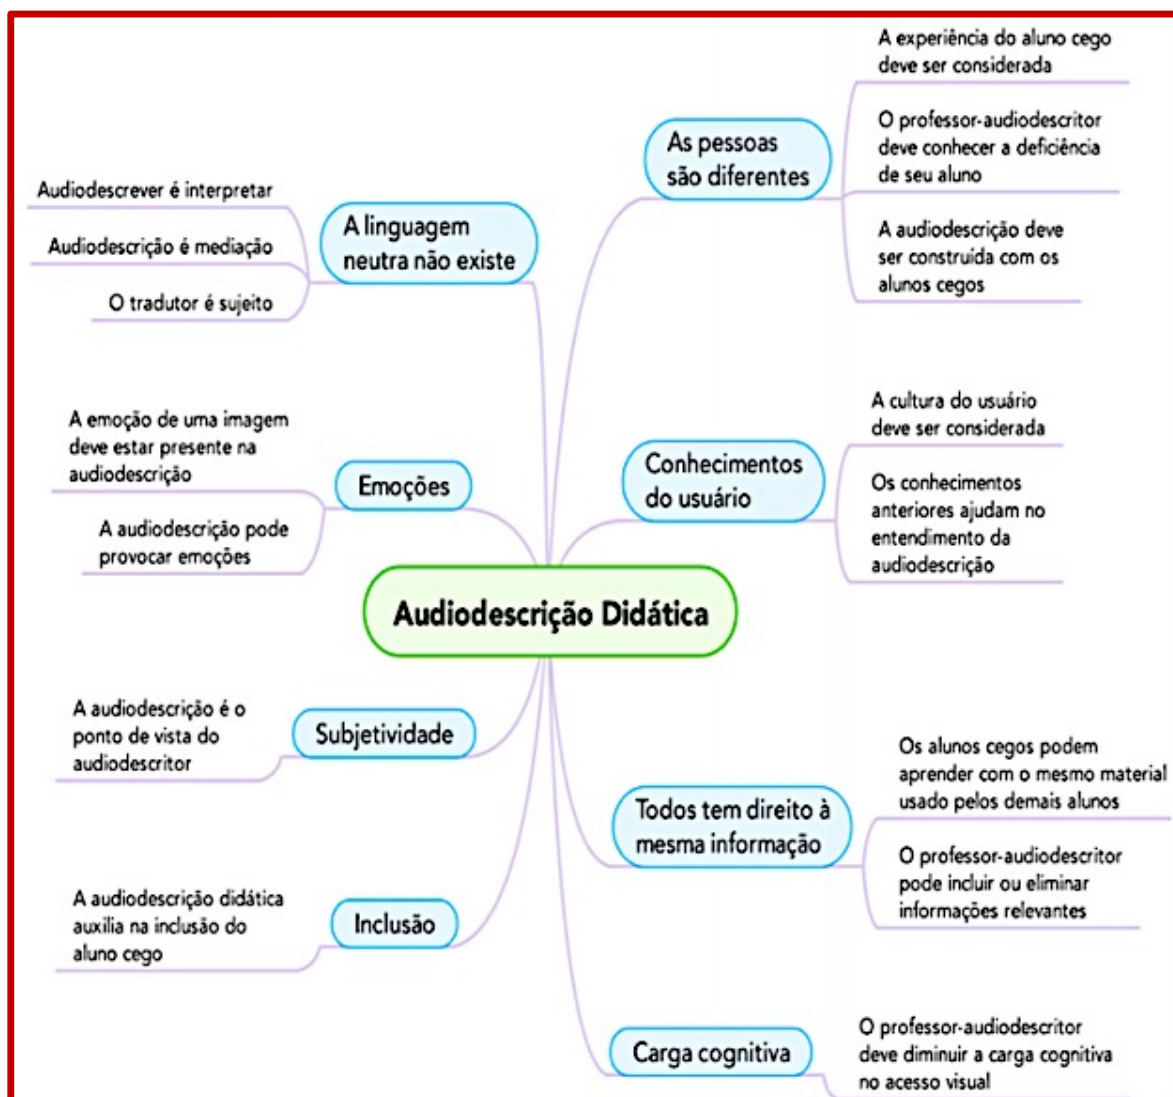 Audiodescrever é interpretar
Audiodescrição é mediação
O tradutor é sujeito
A linguagem
neutra não existe
A emoção de uma imagem
deve estar presente na
audiodescrição
A audiodescrição pode
provocar emoções
Emoções
Audiodescrição Didática
A audiodescrição é o
ponto de vista do
audiodescritor
Subjetividade
A audiodescrição didática
auxilia na inclusão do
aluno cego
Inclusão
As pessoas
são diferentes
A experiência do aluno cego
deve ser considerada
O professor-audiodescritor
deve conhecer a deficiência
de seu aluno
A audiodescrição deve
ser construída com os
alunos cegos
Conhecimentos
do usuário
A cultura do usuário
deve ser considerada
Os conhecimentos
anteriores ajudam no
entendimento da
audiodescrição
Todos tem direito à
mesma informação
Os alunos cegos podem
aprender com o mesmo material
usado pelos demais alunos
O professor-audiodescritor
pode incluir ou eliminar
informações relevantes
Carga cognitiva
O professor-audiodescritor
deve diminuir a carga cognitiva
no acesso visual